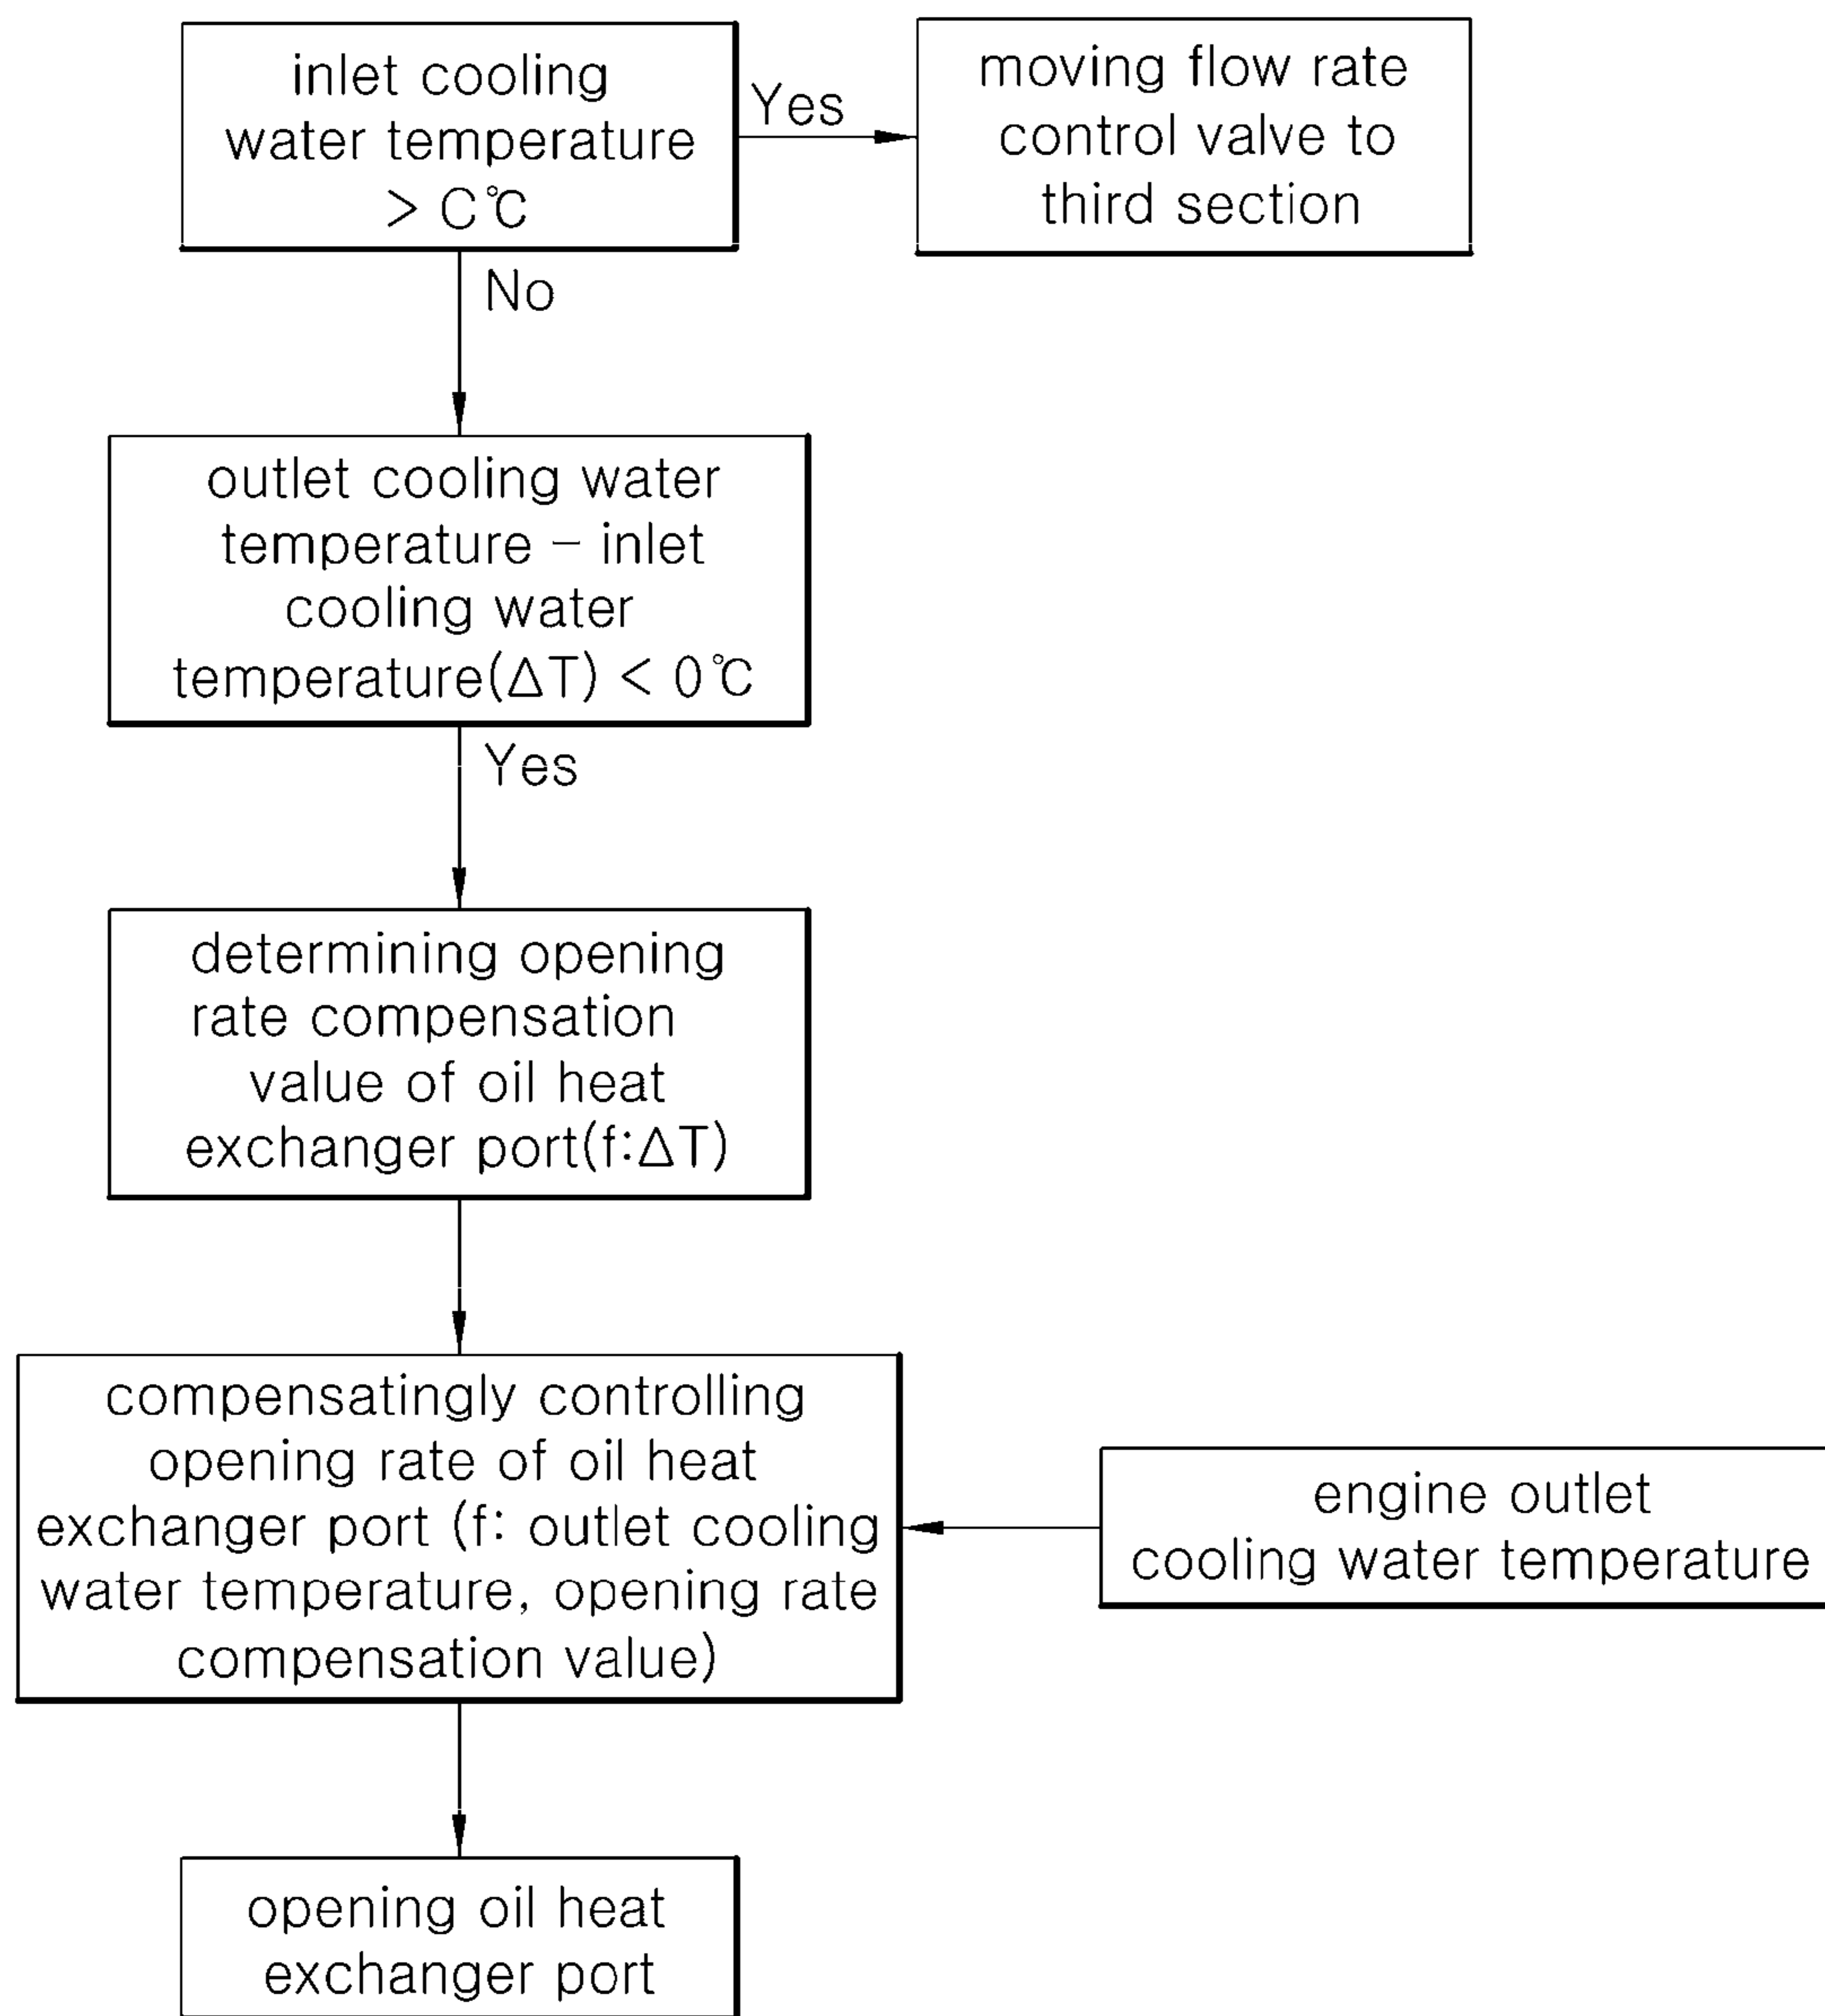 inlet cooling
water temperature
> C℃
Yes
moving flow rate
control valve to
third section
No
outlet cooling water
temperature – inlet
cooling water
temperature(ΔT) < 0℃
Yes
determining opening
rate compensation
value of oil heat
exchanger port(f:ΔT)
compensatingly controlling
opening rate of oil heat
exchanger port (f: outlet cooling
water temperature, opening rate
compensation value)
engine outlet
cooling water temperature
opening oil heat
exchanger port